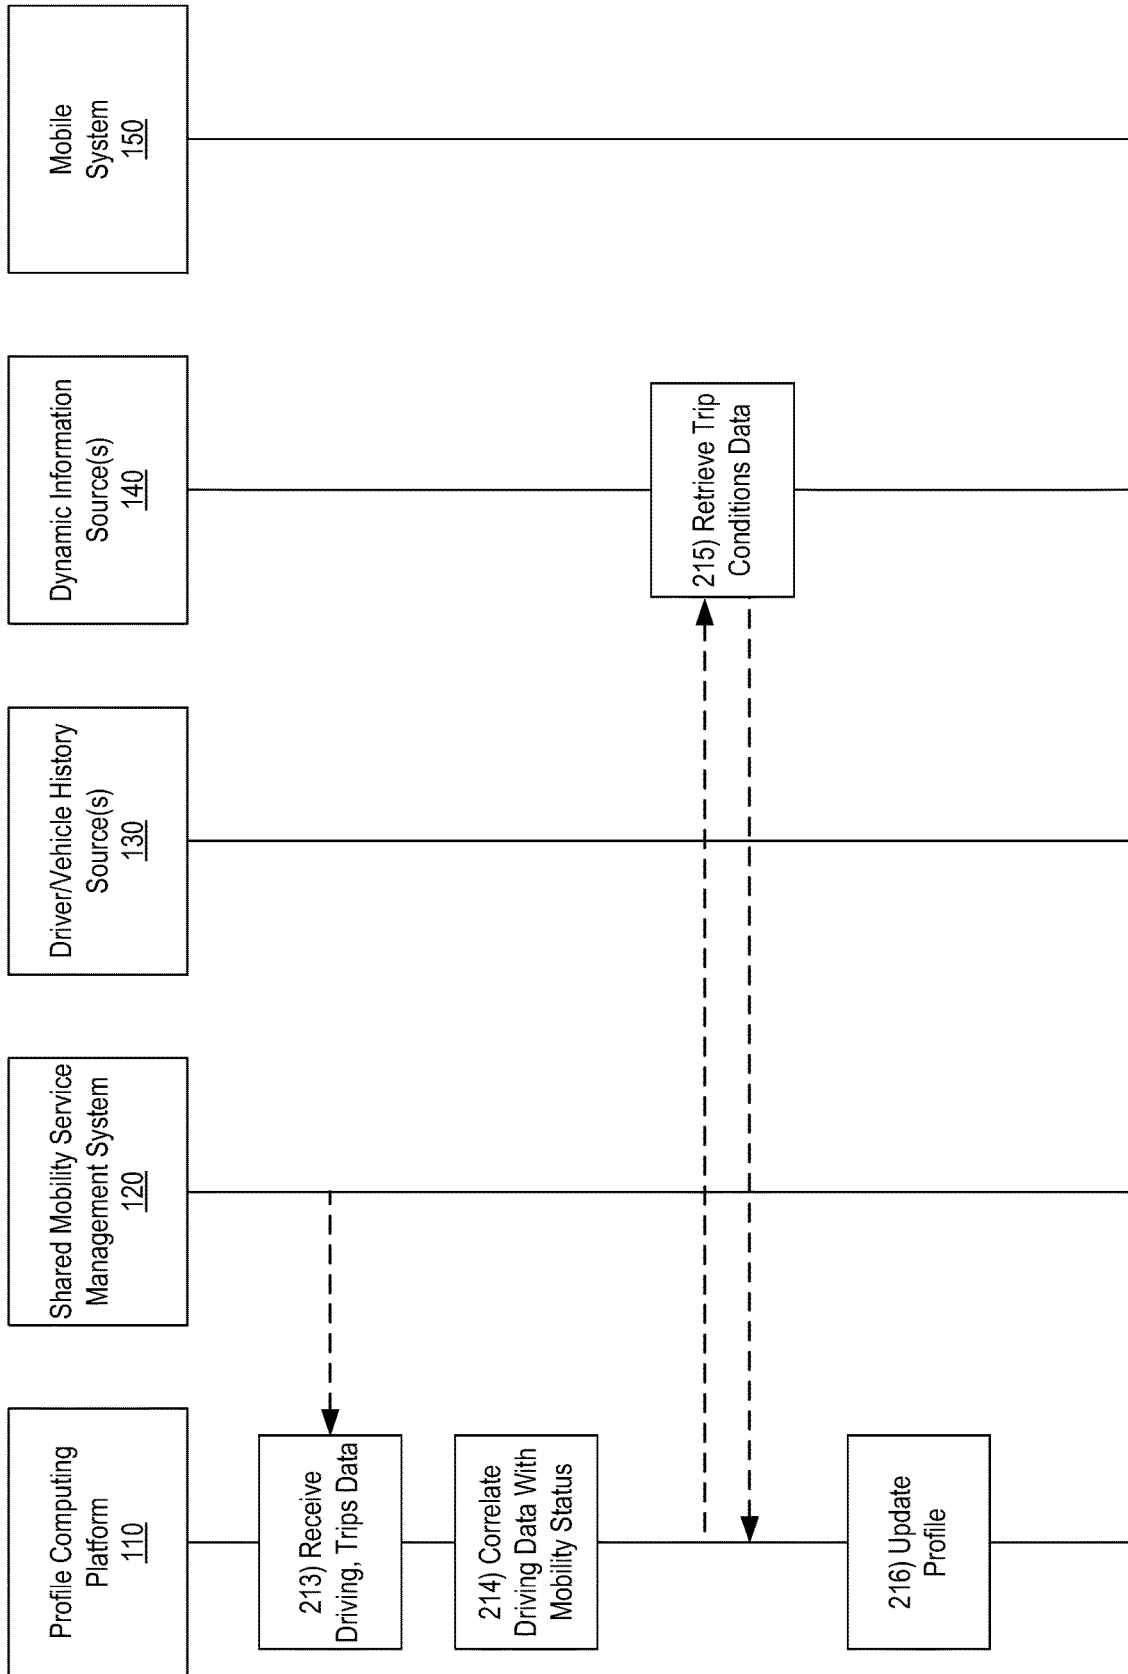 Profile Computing
Platform
110
Shared Mobility Service
Management System
120
Driver/Vehicle History
Source(s)
130
Dynamic Information
Source(s)
140
Mobile
System
150
213) Receive
Driving, Trips Data
214) Correlate
Driving Data With
Mobility Status
215) Retrieve Trip
Conditions Data
216) Update
Profile